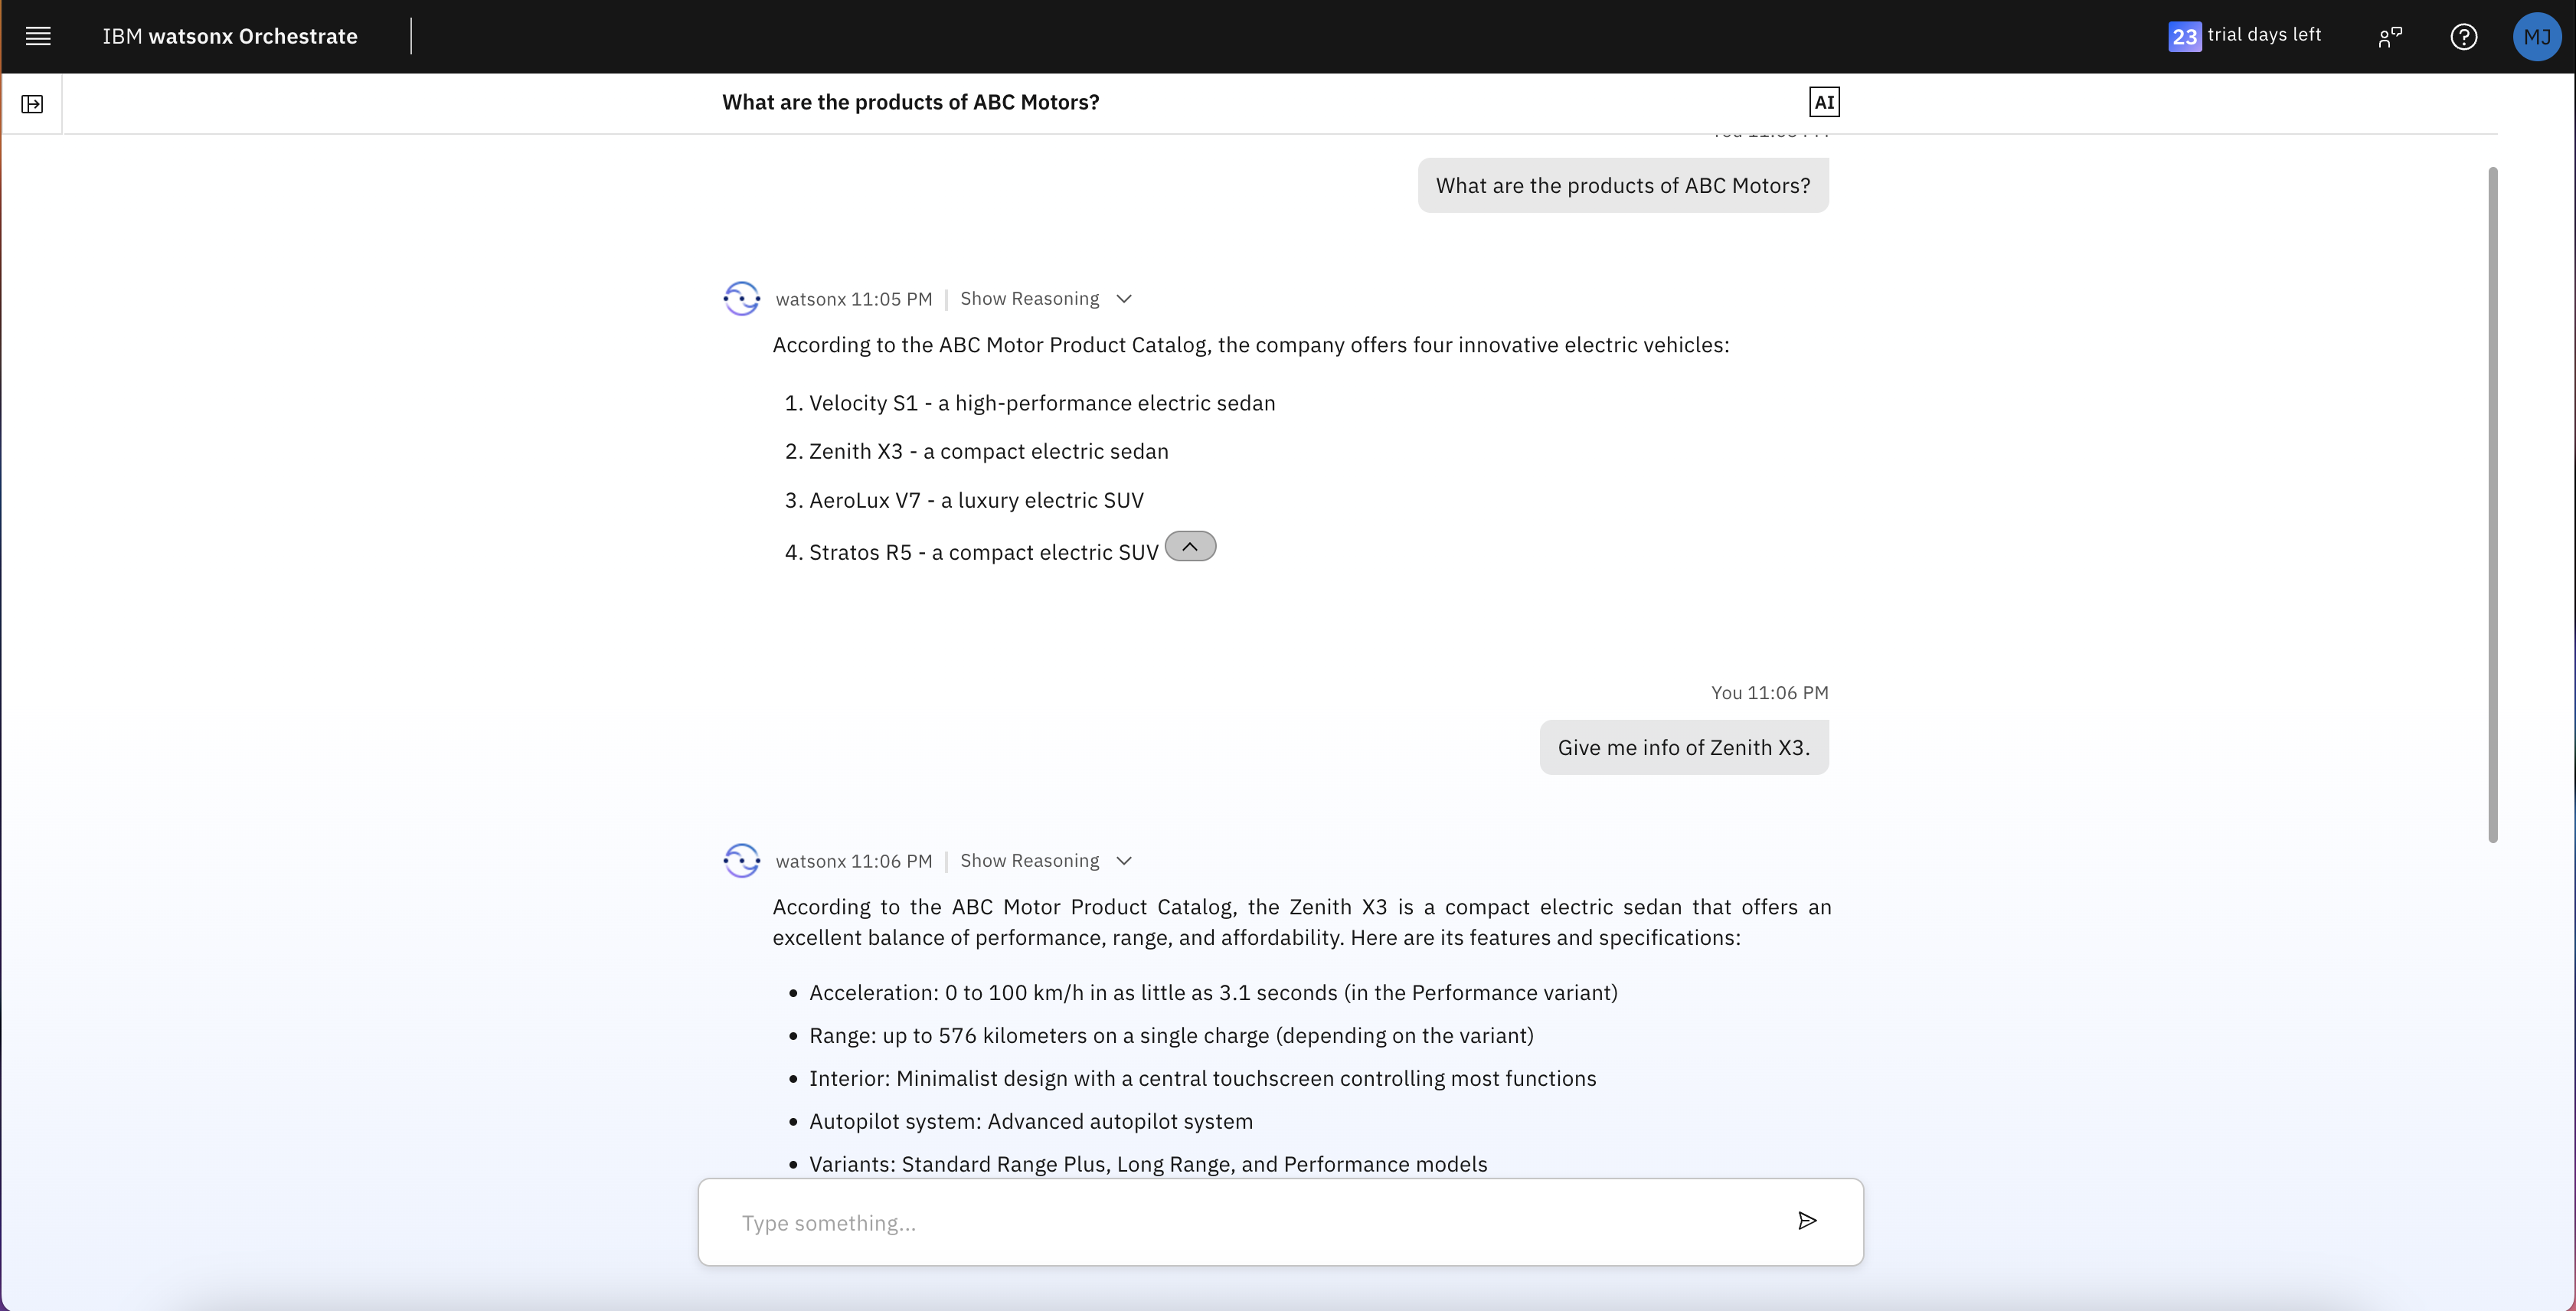 IBM watsonx Orchestrate
23 trial days left
MJ
What are the products of ABC Motors?
AI
What are the products of ABC Motors?
watsonx 11:05 PM | Show Reasoning
According to the ABC Motor Product Catalog, the company offers four innovative electric vehicles:
1. Velocity S1 - a high-performance electric sedan
2. Zenith X3 - a compact electric sedan
3. AeroLux V7 - a luxury electric SUV
4. Stratos R5 - a compact electric SUV
You 11:06 PM
Give me info of Zenith X3.
watsonx 11:06 PM | Show Reasoning
According to the ABC Motor Product Catalog, the Zenith X3 is a compact electric sedan that offers an
excellent balance of performance, range, and affordability. Here are its features and specifications:
• Acceleration: 0 to 100 km/h in as little as 3.1 seconds (in the Performance variant)
• Range: up to 576 kilometers on a single charge (depending on the variant)
• Interior: Minimalist design with a central touchscreen controlling most functions
• Autopilot system: Advanced autopilot system
• Variants: Standard Range Plus, Long Range, and Performance models
Type something...